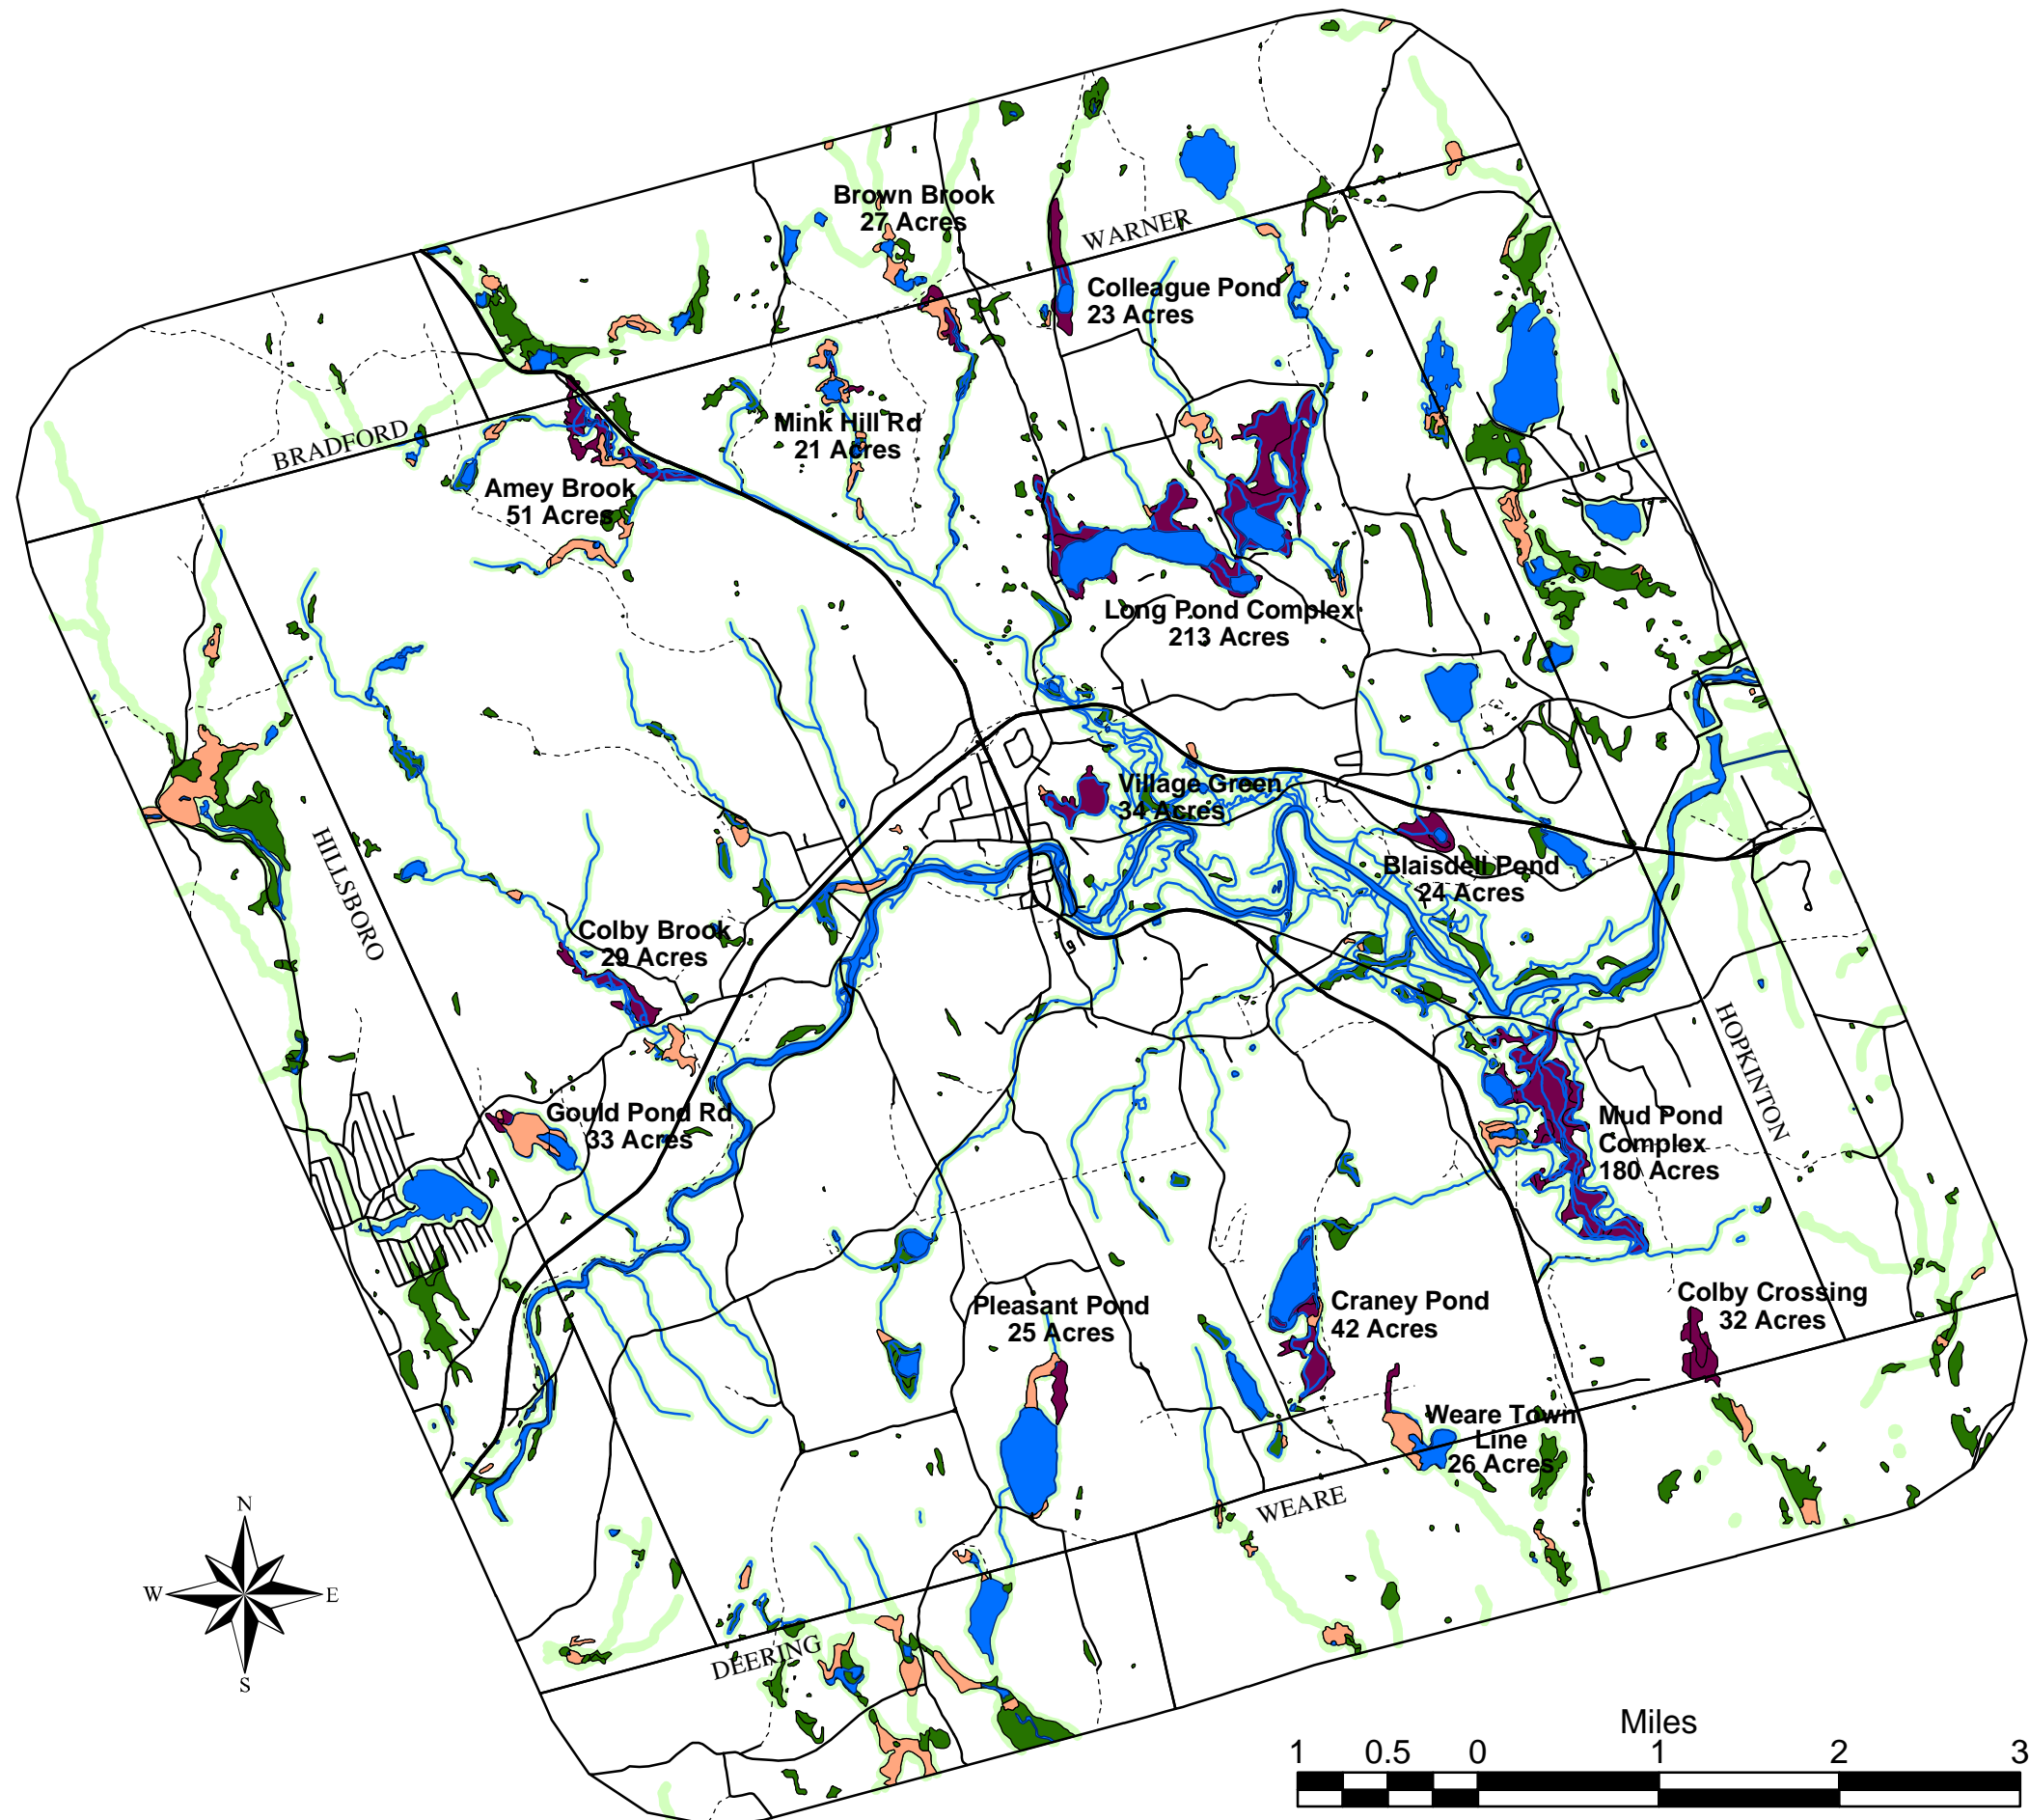 Brown Brook
27 Acres
WARNER
Colleague Pond
23 Acres
Mink Hill Rd
21 Acres
BRADFORD
Amey Brook
51 Acres
Long Pond Complex
213 Acres
Village Green
34 Acres
HILLSBORO
Blaisdell Pond
24 Acres
Colby Brook
29 Acres
HOPKINTON
Gould Pond Rd
33 Acres
Mud Pond
Complex
180 Acres
Colby Crossing
32 Acres
Pleasant Pond
25 Acres
Craney Pond
42 Acres
Weare Town
Line
26 Acres
WEARE
N
W E
S
DEERING
Miles
1 0.5 0 1 2 3